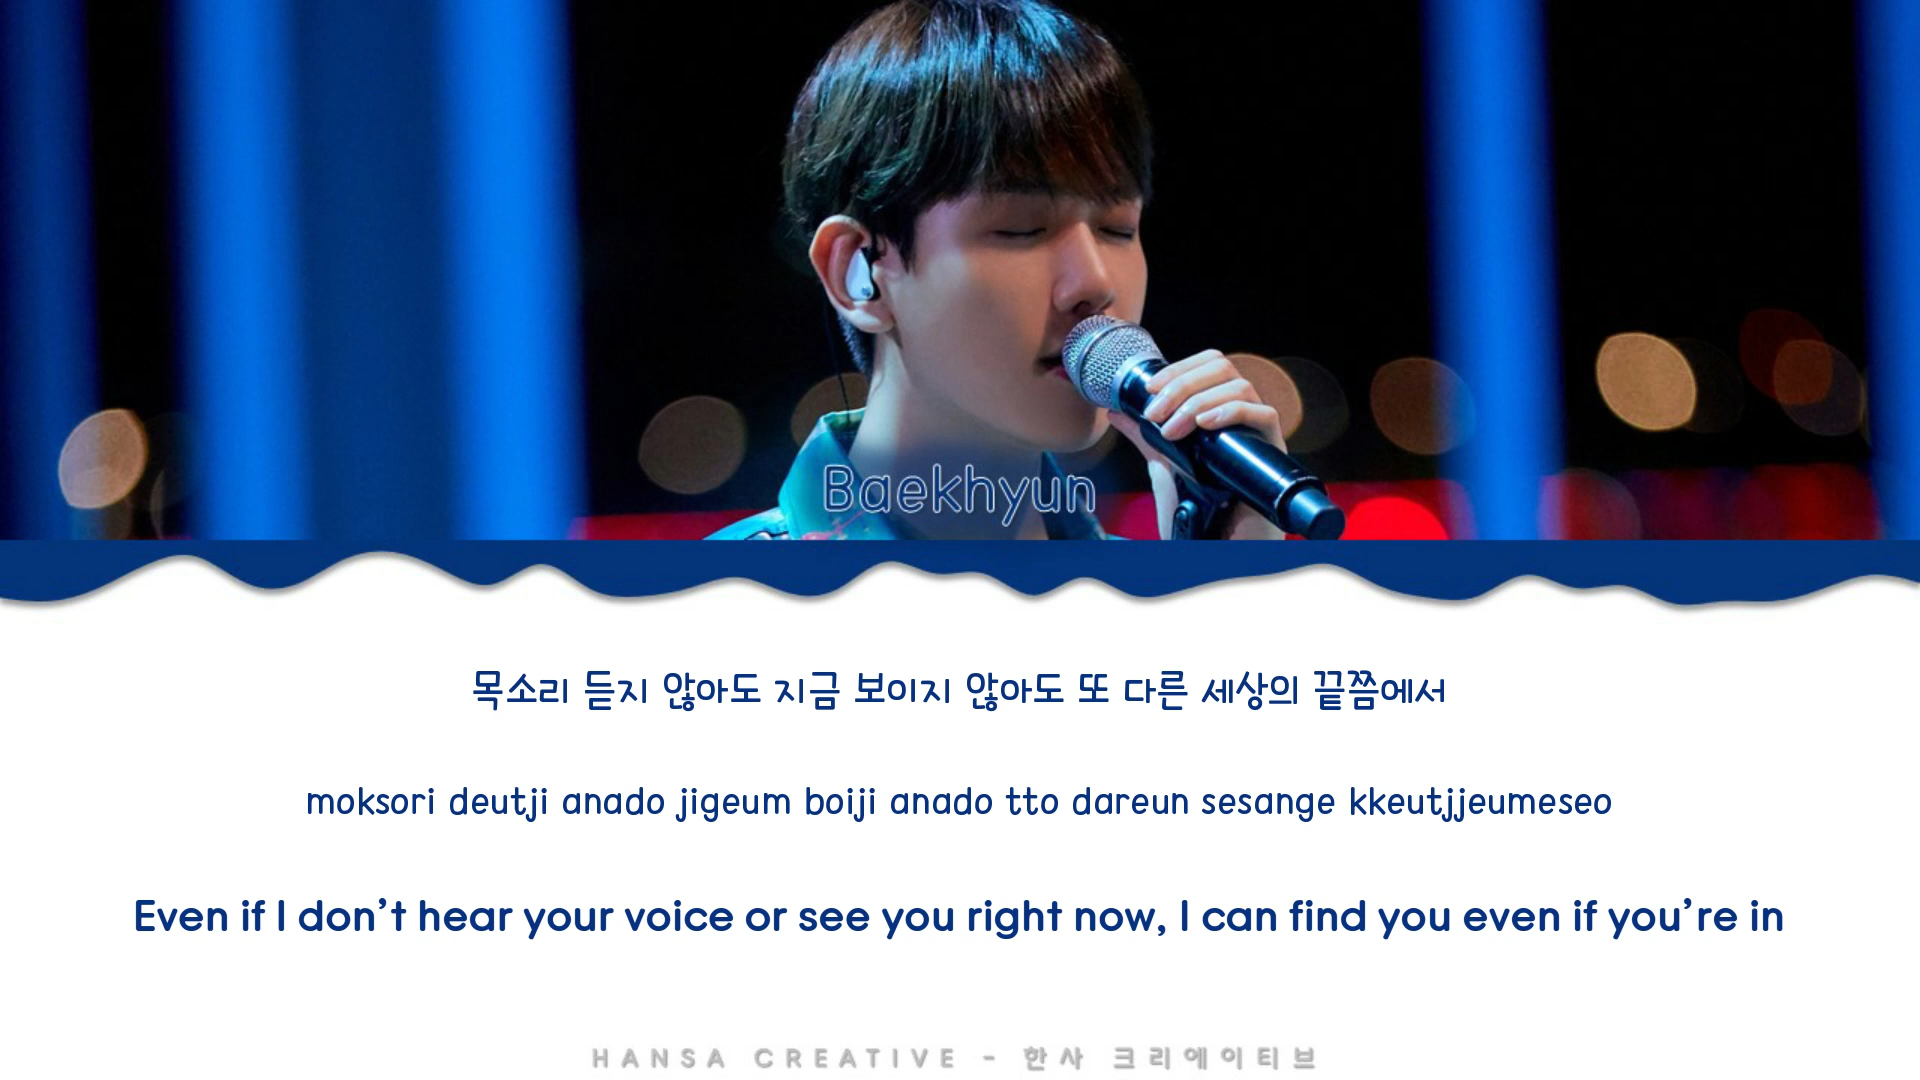 Baekhyun
목소리 듣지 않아도 지금 보이지 않아도 또 다른 세상의 끝쯤에서
moksori deutji anado jigeum boiji anado tto dareun sesange kkeutjjeumeseo
Even if I don’t hear your voice or see you right now, I can find you even if you’re in
HANSA CREATIVE - 한사 크리에이티브